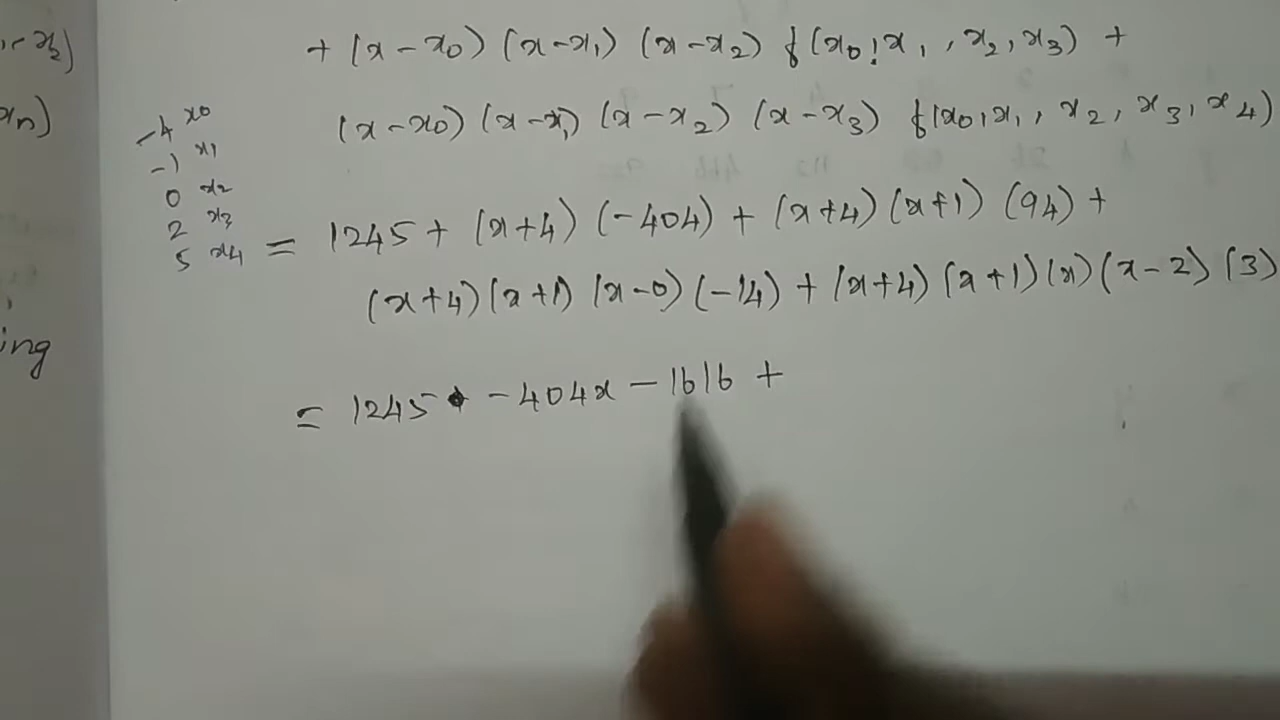 + (x-x0) (x-x1) (x-x2) f(x0, x1, x2, x3) +
(x-x0) (x-x1) (x-x2) (x-x3) f(x0, x1, x2, x3, x4)
-4 x0
-1 x1
0 x2
2 x3
5 x4
= 1245 + (x+4) (-404) + (x+4) (x+1) (94) +
(x+4) (x+1) (x-0) (-14) + (x+4) (x+1) (x) (x-2) (3)
= 1245 -404x - 1616 +
xn)
ing